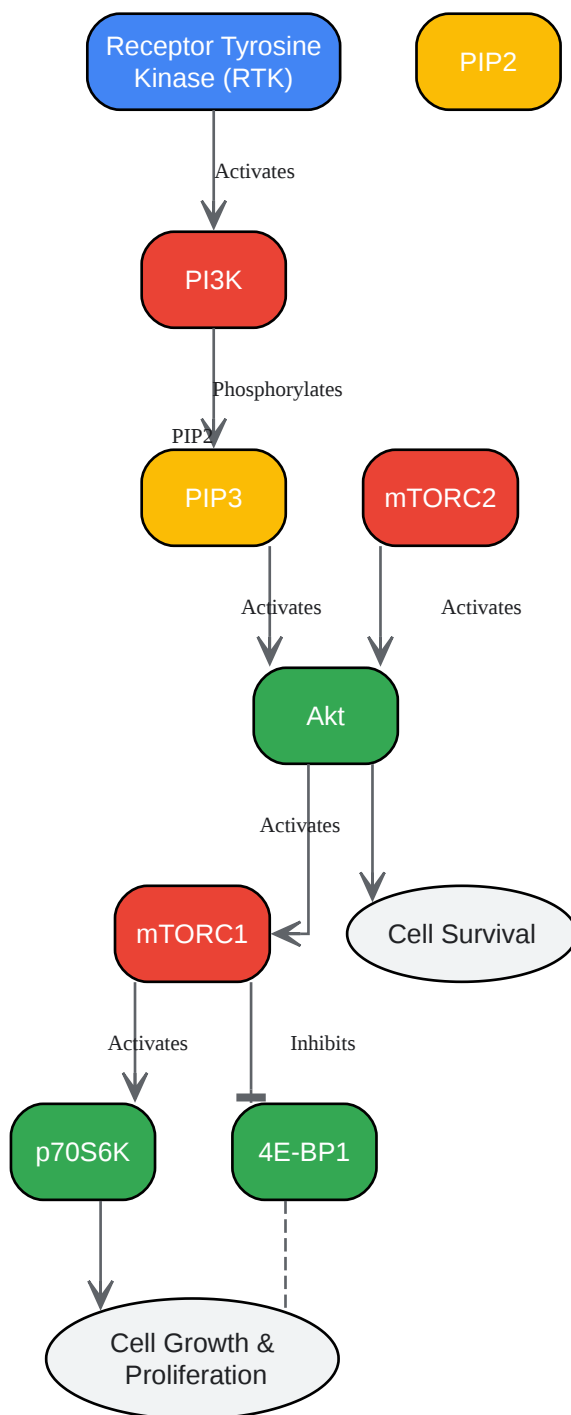 Receptor Tyrosine
Kinase (RTK)
PIP2
Activates
PI3K
Phosphorylates
PIP2
PIP3
mTORC2
Activates
Activates
Akt
Activates
mTORC1
Cell Survival
Activates
Inhibits
p70S6K
4E-BP1
Cell Growth &
Proliferation